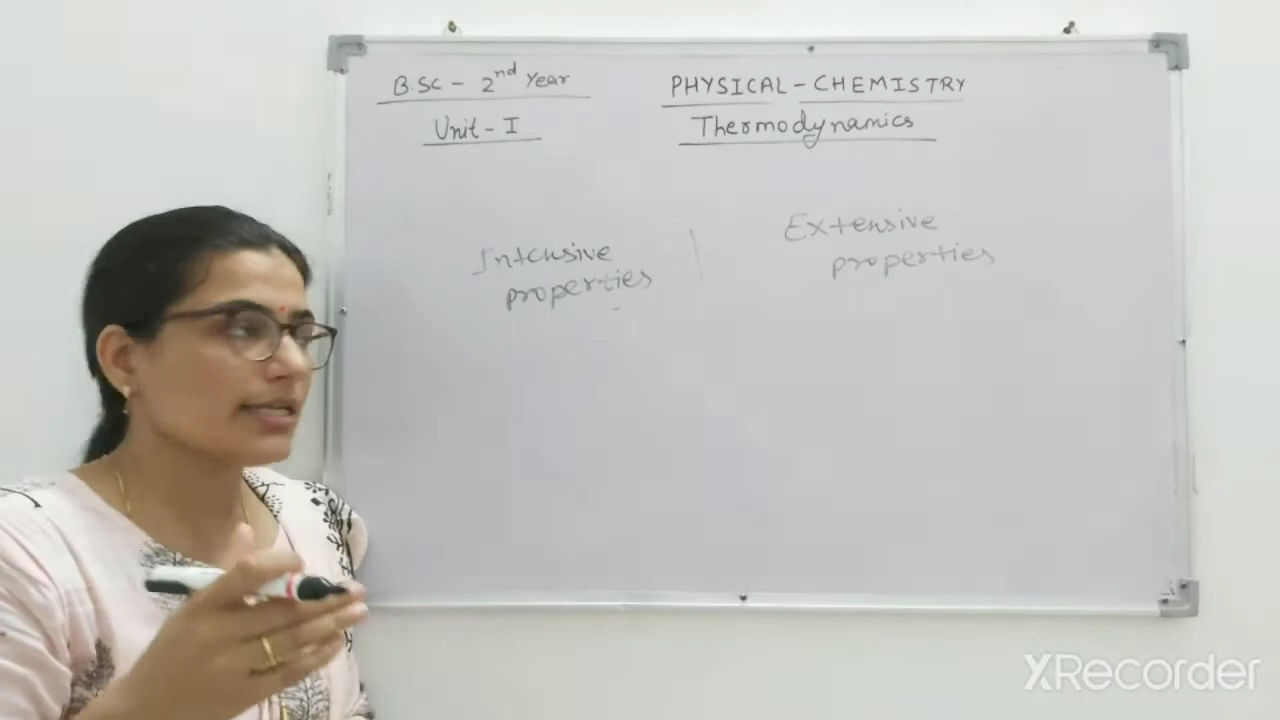 B.SC - 2nd Year
Unit - I
PHYSICAL - CHEMISTRY
Thermodynamics
Intensive
properties
Extensive
properties
XRecorder